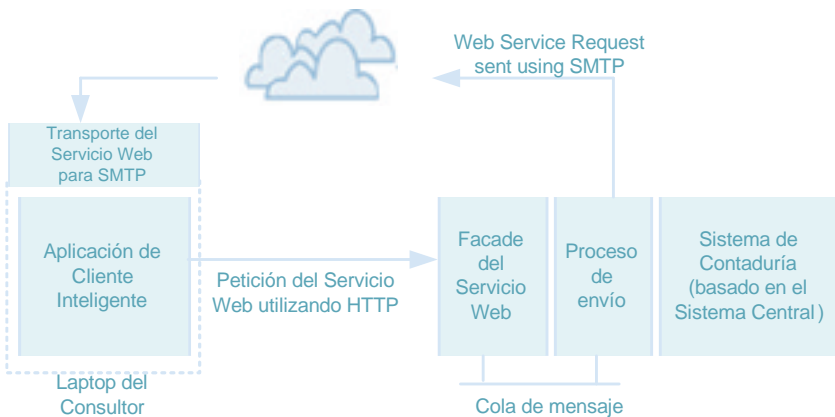 Web Service Request
sent using SMTP
Transporte del
Servicio Web
para SMTP
Aplicación de
Cliente
Inteligente
Petición del Servicio
Web utilizando HTTP
Facade
del
Servicio
Web
Proceso
de
envío
Sistema de
Contaduría
(basado en el
Sistema Central)
Laptop del
Consultor
Cola de mensaje